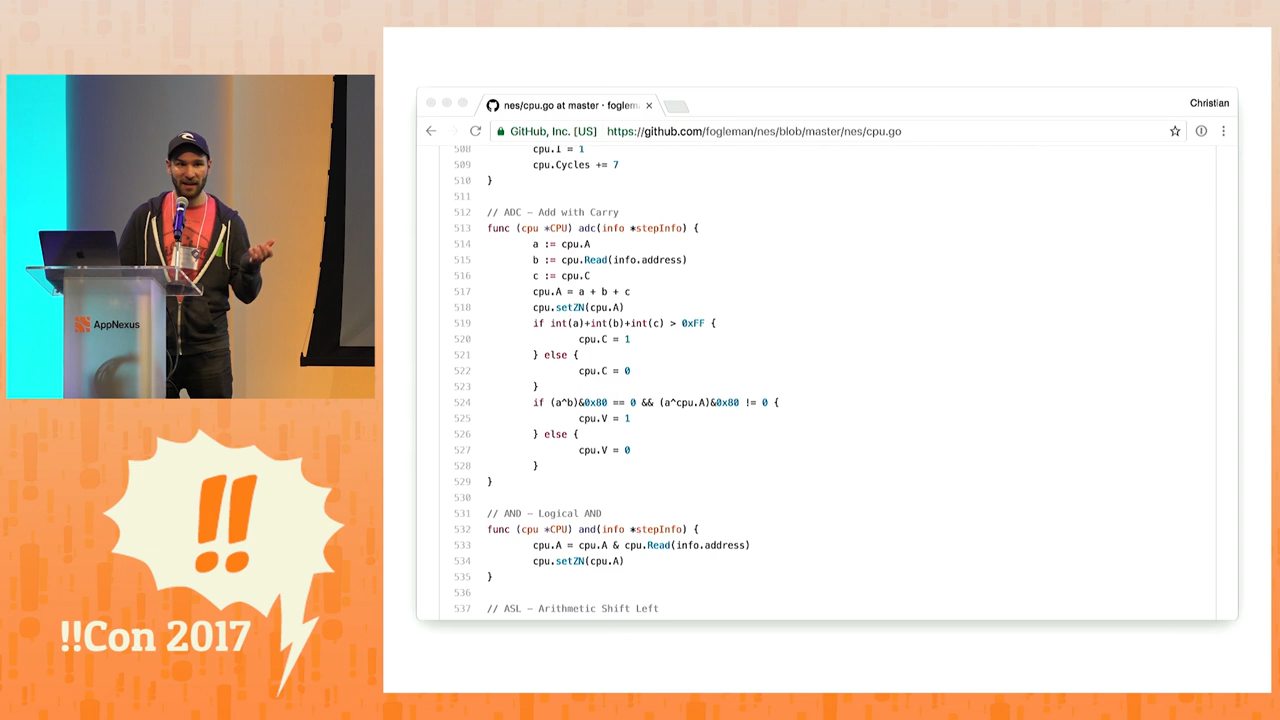 AppNexus
!!
!!Con 2017
nes/cpu.go at master · foglem
Christian
GitHub, Inc. [US] https://github.com/fogleman/nes/blob/master/nes/cpu.go
508 cpu.I = 1
509 cpu.Cycles += 7
510 }
511
512 // ADC – Add with Carry
513 func (cpu *CPU) adc(info *stepInfo) {
514 a := cpu.A
515 b := cpu.Read(info.address)
516 c := cpu.C
517 cpu.A = a + b + c
518 cpu.setZN(cpu.A)
519 if int(a)+int(b)+int(c) > 0xFF {
520 cpu.C = 1
521 } else {
522 cpu.C = 0
523 }
524 if (a^b)&0x80 == 0 && (a^cpu.A)&0x80 != 0 {
525 cpu.V = 1
526 } else {
527 cpu.V = 0
528 }
529 }
530
531 // AND – Logical AND
532 func (cpu *CPU) and(info *stepInfo) {
533 cpu.A = cpu.A & cpu.Read(info.address)
534 cpu.setZN(cpu.A)
535 }
536
537 // ASL – Arithmetic Shift Left